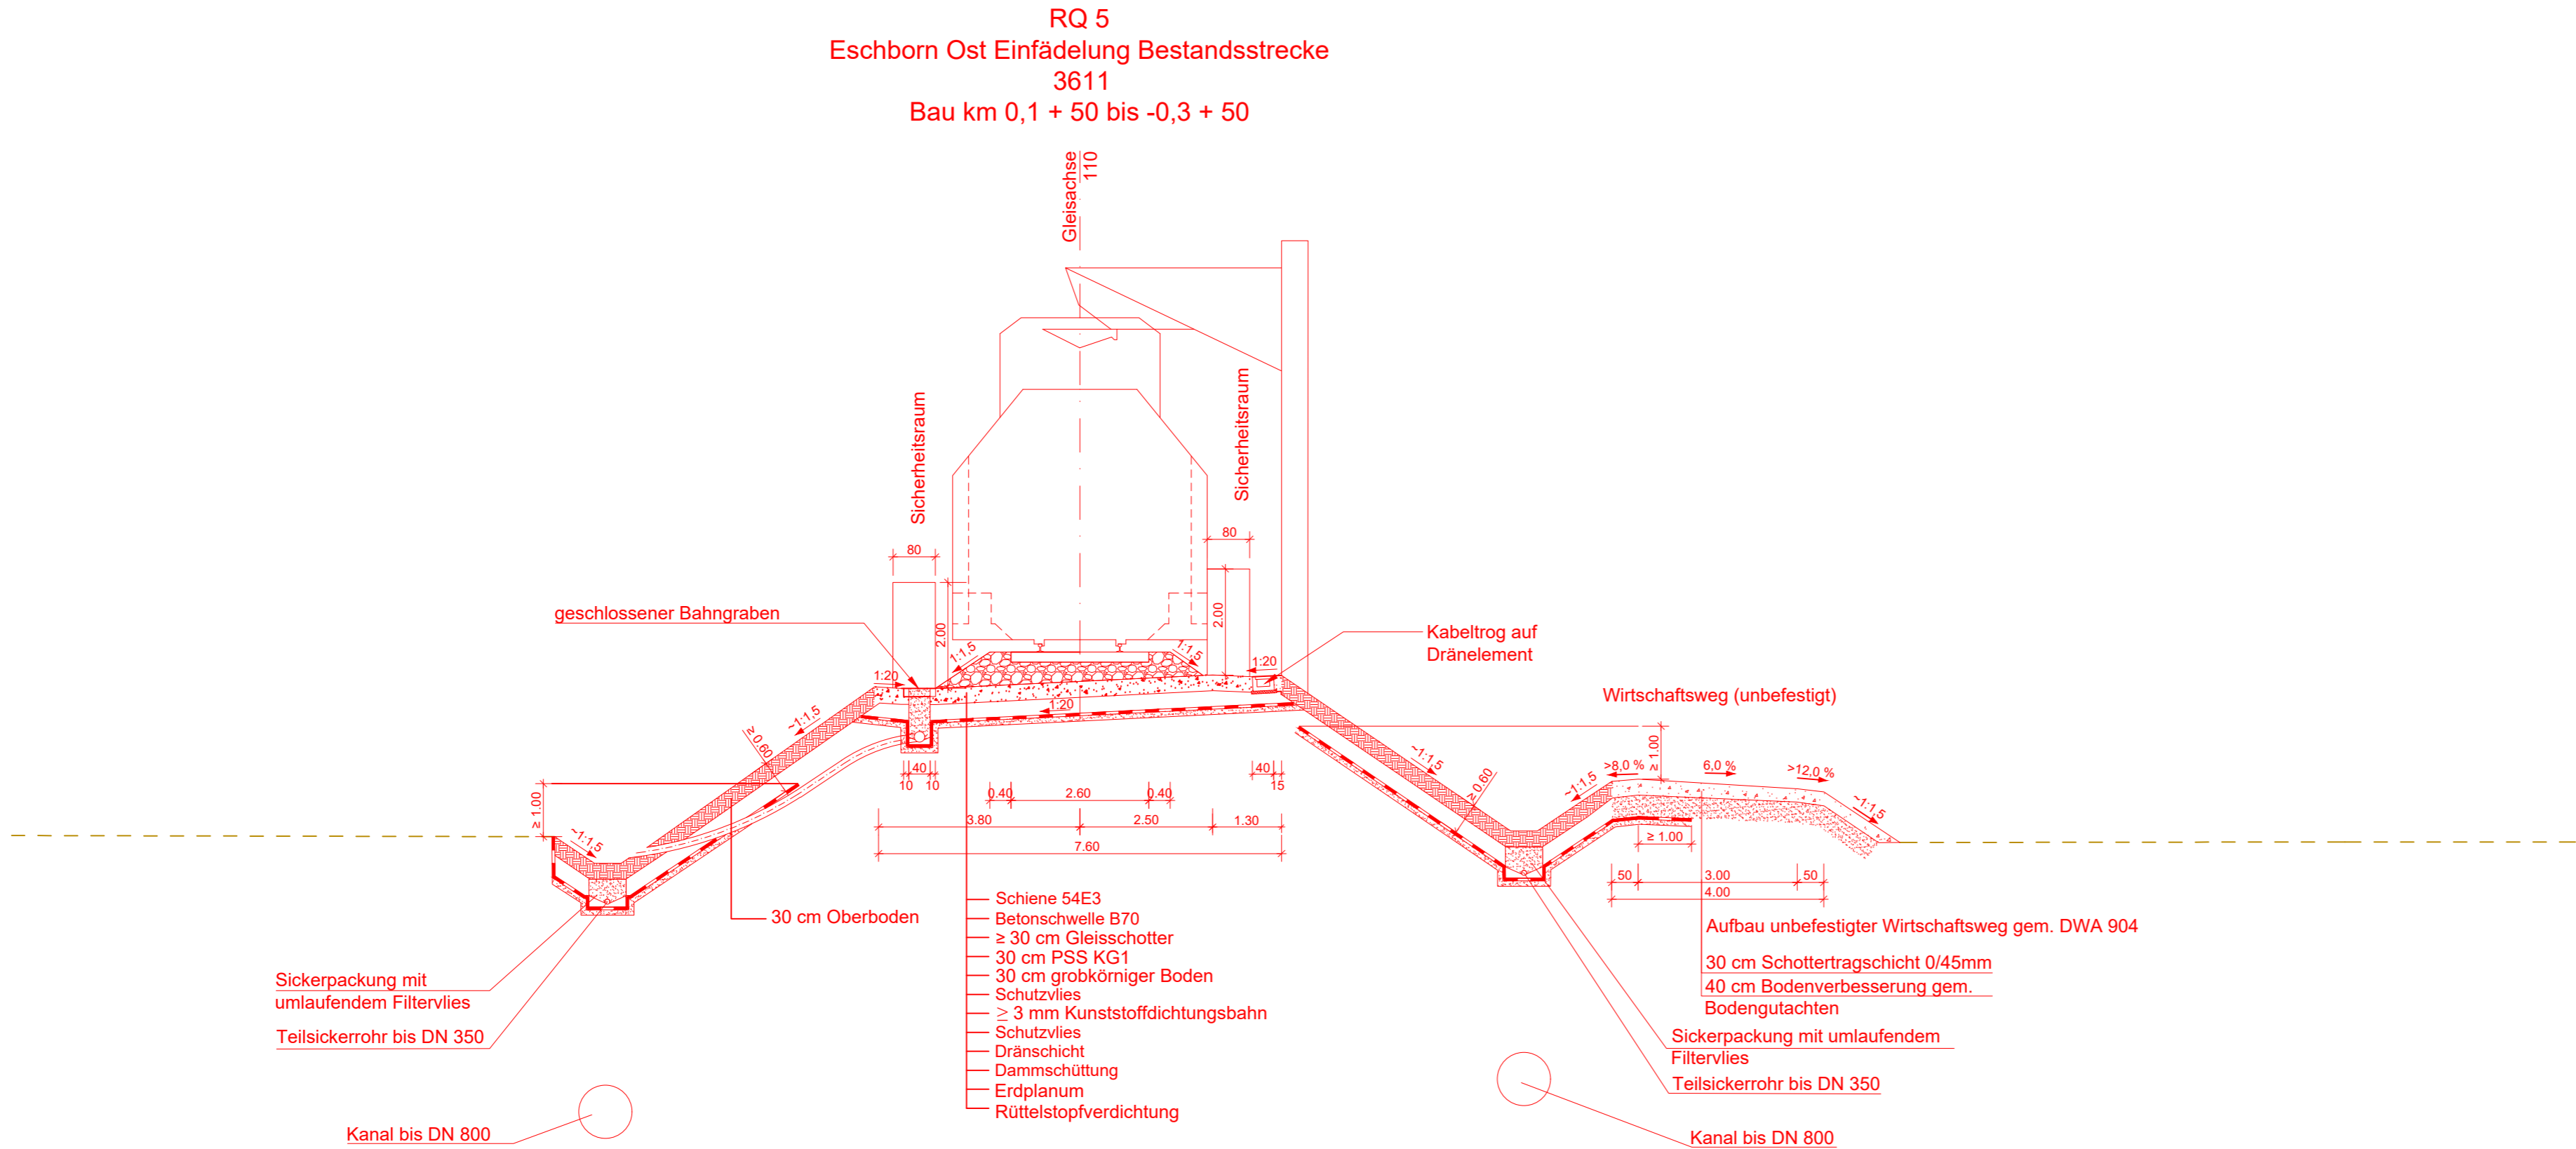 RQ 5
Eschborn Ost Einfädelung Bestandsstrecke
3611
Bau km 0,1 + 50 bis -0,3 + 50
Gleisachse
110
Sicherheitsraum
Sicherheitsraum
80
80
2.00
2.00
geschlossener Bahngraben
Kabeltrog auf
Dränelement
1:1,5
1:1,5
1:20
1:20
1:20
Wirtschaftsweg (unbefestigt)
~1:1,5
≥ 0.60
≥ 1.00
~1:1,5
~1:1,5
≥ 0.60
~1:1,5
>8,0 %
6,0 %
>12,0 %
≥ 1.00
~1:1,5
40
10 10
40
15
0.40
2.60
0.40
3.80
2.50
1.30
7.60
≥ 1.00
50
3.00
50
4.00
30 cm Oberboden
Schiene 54E3
Betonschwelle B70
≥ 30 cm Gleisschotter
30 cm PSS KG1
30 cm grobkörniger Boden
Schutzvlies
≥ 3 mm Kunststoffdichtungsbahn
Schutzvlies
Dränschicht
Dammschüttung
Erdplanum
Rüttelstopfverdichtung
Aufbau unbefestigter Wirtschaftsweg gem. DWA 904
30 cm Schottertragschicht 0/45mm
40 cm Bodenverbesserung gem.
Bodengutachten
Sickerpackung mit
umlaufendem Filtervlies
Teilsickerrohr bis DN 350
Sickerpackung mit umlaufendem
Filtervlies
Teilsickerrohr bis DN 350
Kanal bis DN 800
Kanal bis DN 800